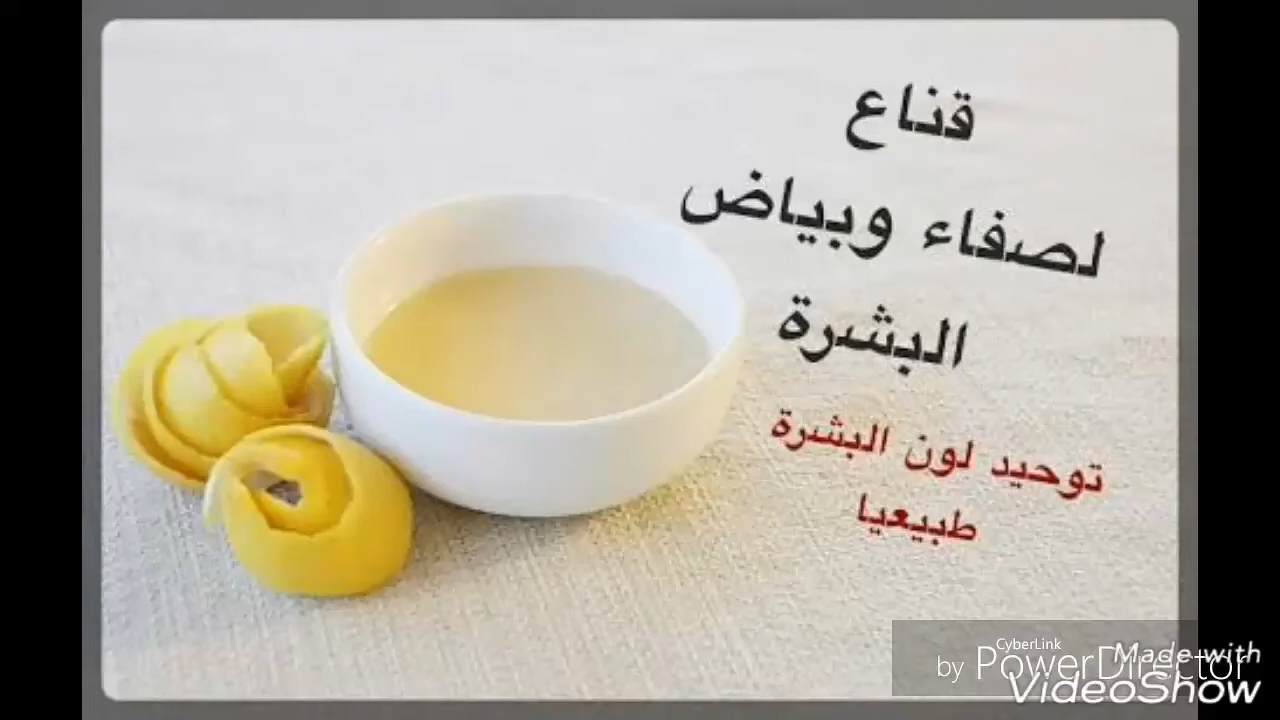 قناع
لصفاء وبياض
البشرة
توحيد لون البشرة
طبيعيا
CyberLink
by PowerDirector
Made with
VideoShow